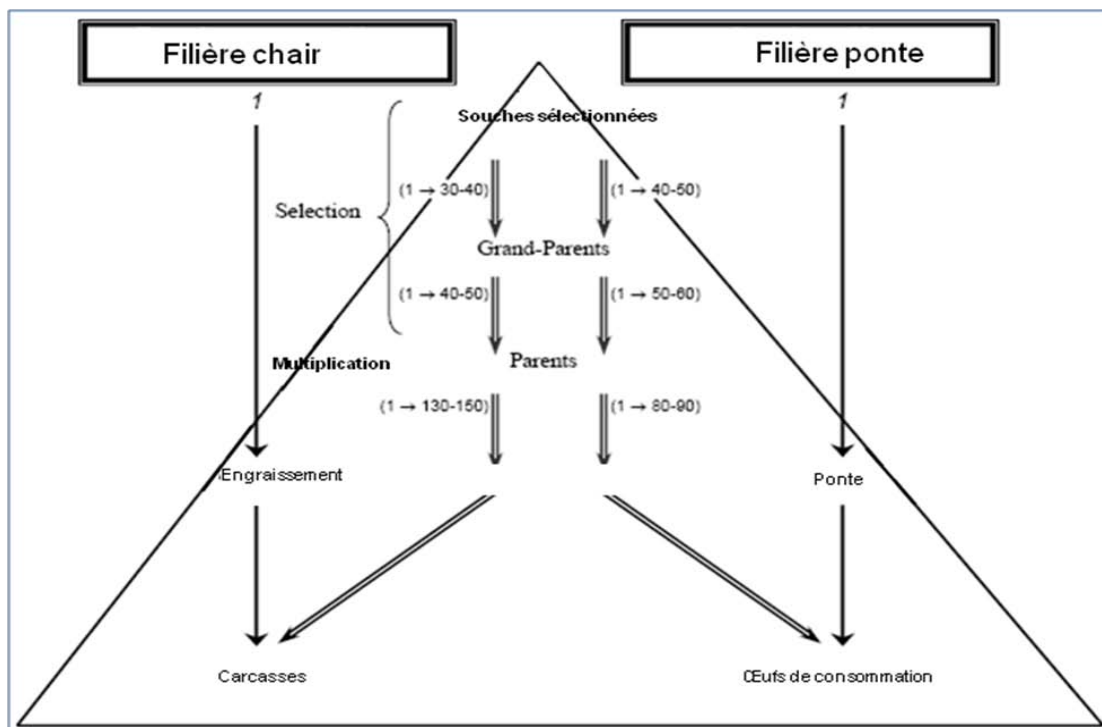 Filière chair
Filière ponte
1
1
Souches sélectionnées
(1 → 30-40)
(1 → 40-50)
Selection
Grand-Parents
(1 → 40-50)
(1 → 50-60)
Multiplication
Parents
(1 → 130-150)
(1 → 80-90)
Engraissement
Ponte
Carcasses
Œufs de consommation